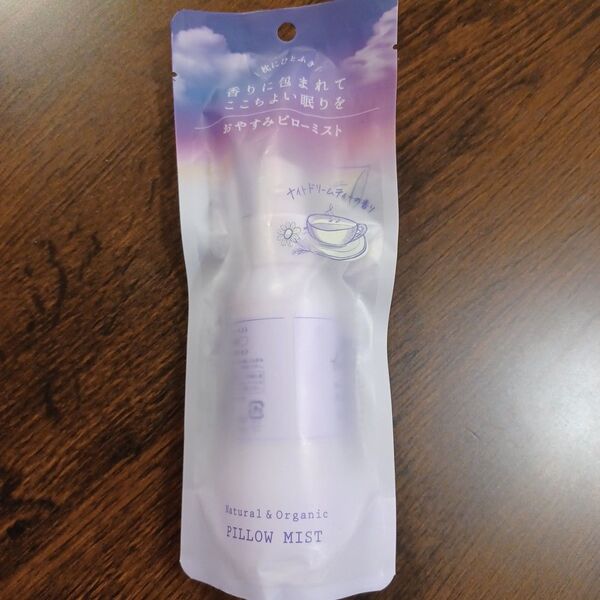 枕にひとふき
香りに包まれて
ここちよい眠りを
おやすみピローミスト
ナイトドリームティーの香り
Natural & Organic
PILLOW MIST